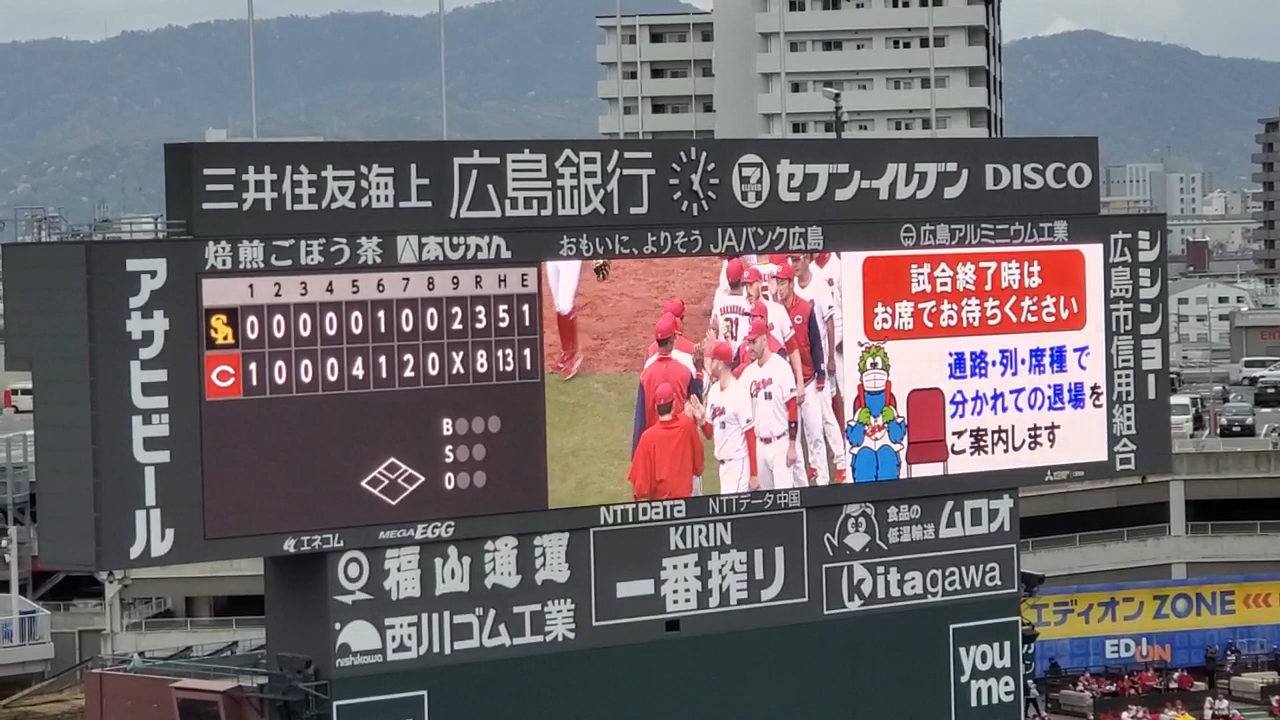 三井住友海上 広島銀行 7 ELEVEN セブン-イレブン DISCO
焙煎ごぼう茶 あじかん おもいに、よりそう JAバンク広島 広島アルミニウム工業
アサヒビール
1 2 3 4 5 6 7 8 9 R H E
SH 0 0 0 0 0 1 0 0 2 3 5 1
C 1 0 0 0 4 1 2 0 X 8 13 1
B
S
O
試合終了時は
お席でお待ちください
通路・列・席種で
分かれての退場を
ご案内します
シシンヨー
広島市信用組合
エネコム MEGA EGG NTT DATA NTTデータ中国
福山通運
西川ゴム工業
nishikawa
KIRIN
一番搾り
食品の
低温輸送 ムロオ
Kitagawa
you
me
エディオン ZONE
EDION